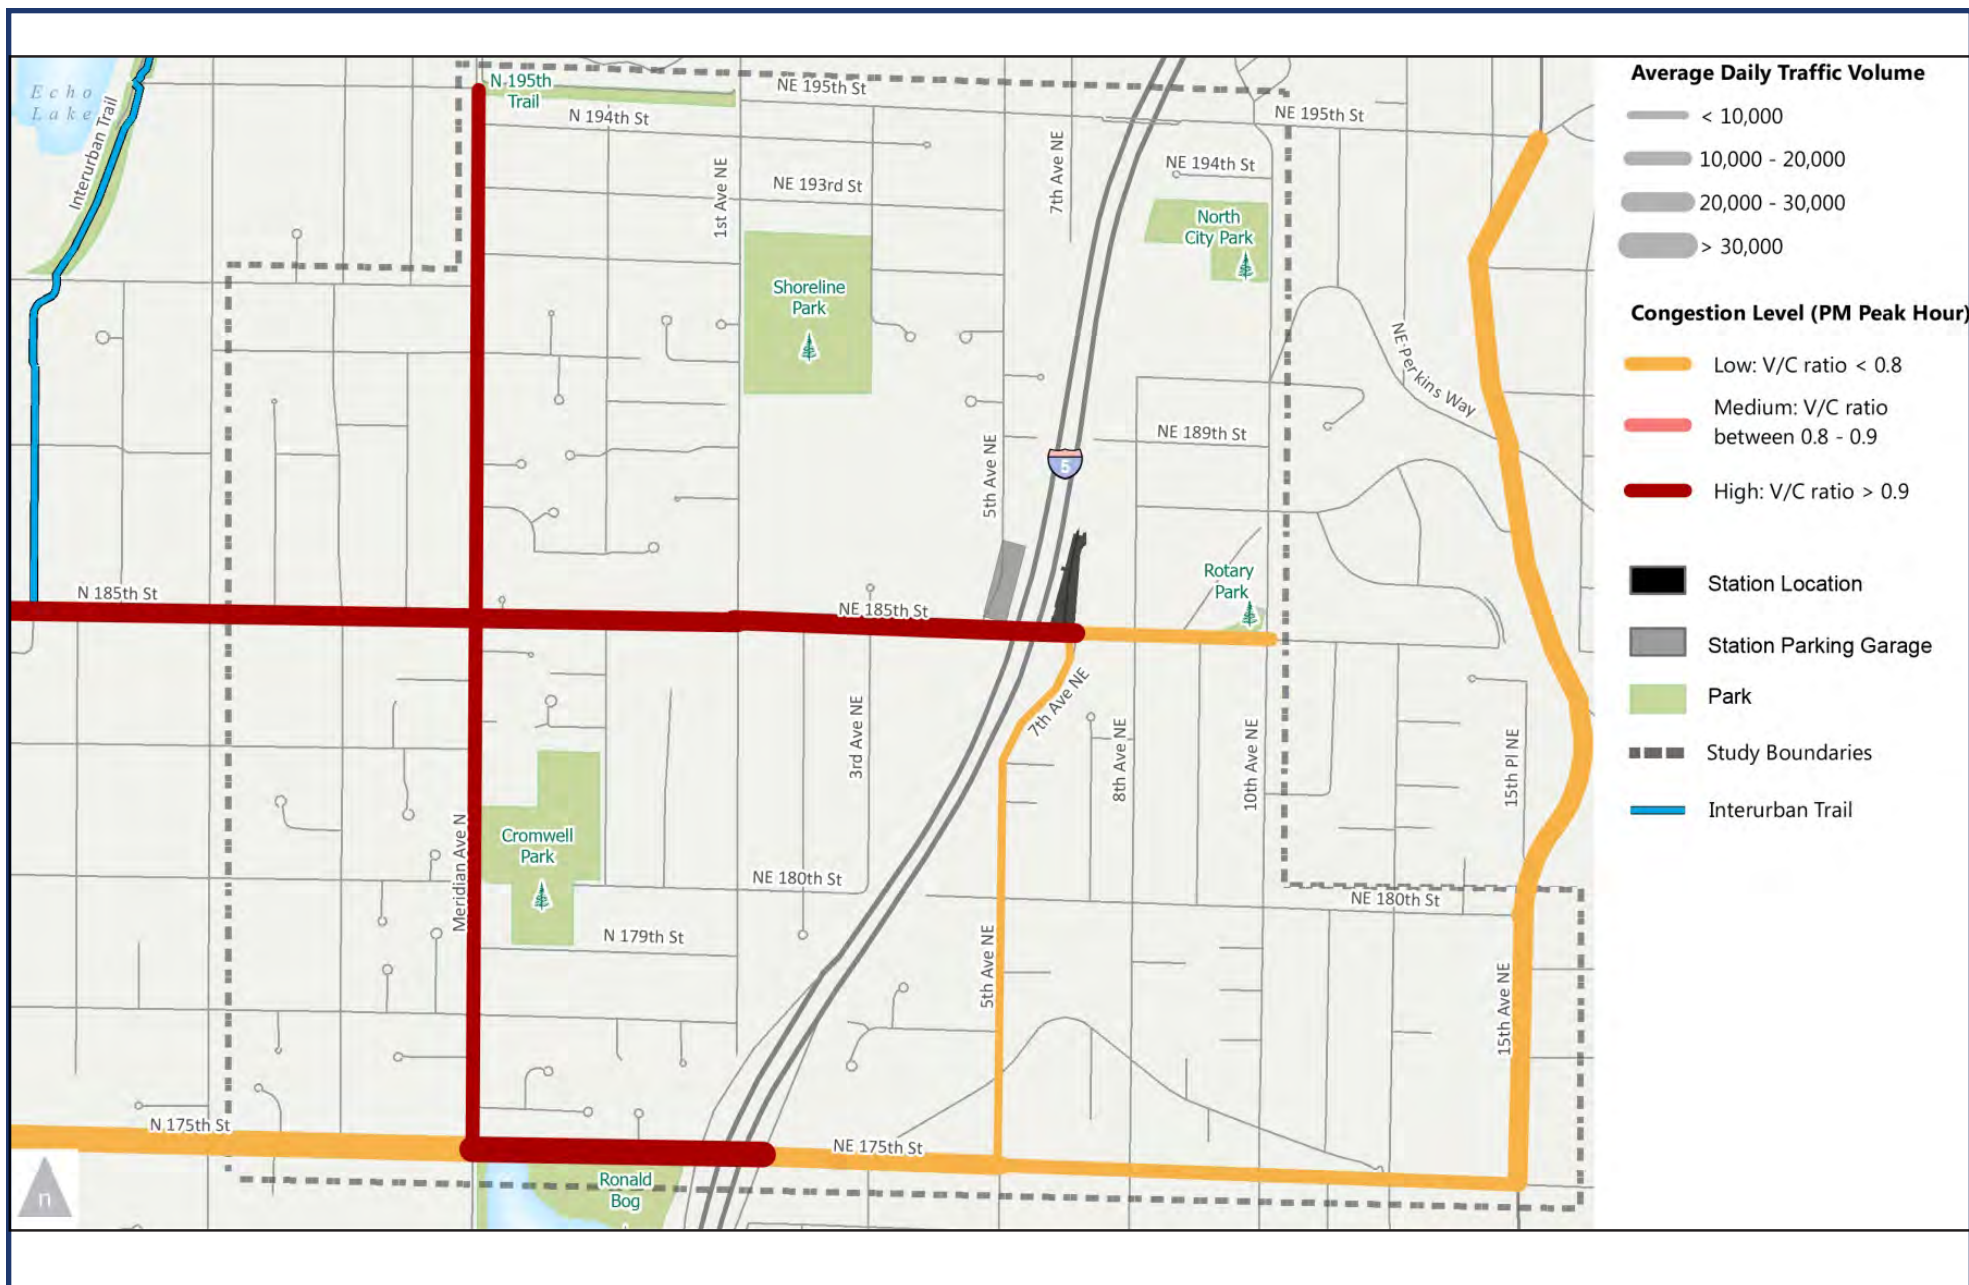 Echo
Lake
Interurban Trail
N 195th
Trail
N 194th St
NE 195th St
NE 195th St
1st Ave NE
NE 193rd St
7th Ave NE
NE 194th St
North
City Park
Shoreline
Park
NE-Perkins Way
5th Ave NE
NE 189th St
5
N 185th St
NE 185th St
Rotary
Park
7th Ave NE
3rd Ave NE
8th Ave NE
10th Ave NE
15th Pl NE
Meridian Ave N
Cromwell
Park
NE 180th St
NE 180th St
N 179th St
5th Ave NE
15th Ave NE
N 175th St
NE 175th St
Ronald
Bog
n
Average Daily Traffic Volume
< 10,000
10,000 - 20,000
20,000 - 30,000
> 30,000
Congestion Level (PM Peak Hour)
Low: V/C ratio < 0.8
Medium: V/C ratio
between 0.8 - 0.9
High: V/C ratio > 0.9
Station Location
Station Parking Garage
Park
Study Boundaries
Interurban Trail